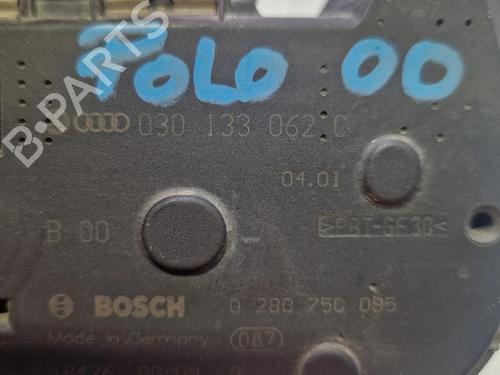 POLO 00
B-PARTS
030 133 062 C
04.01
B 00
>PBT-GF30<
BOSCH 0 280 750 095
Made in Germany 087